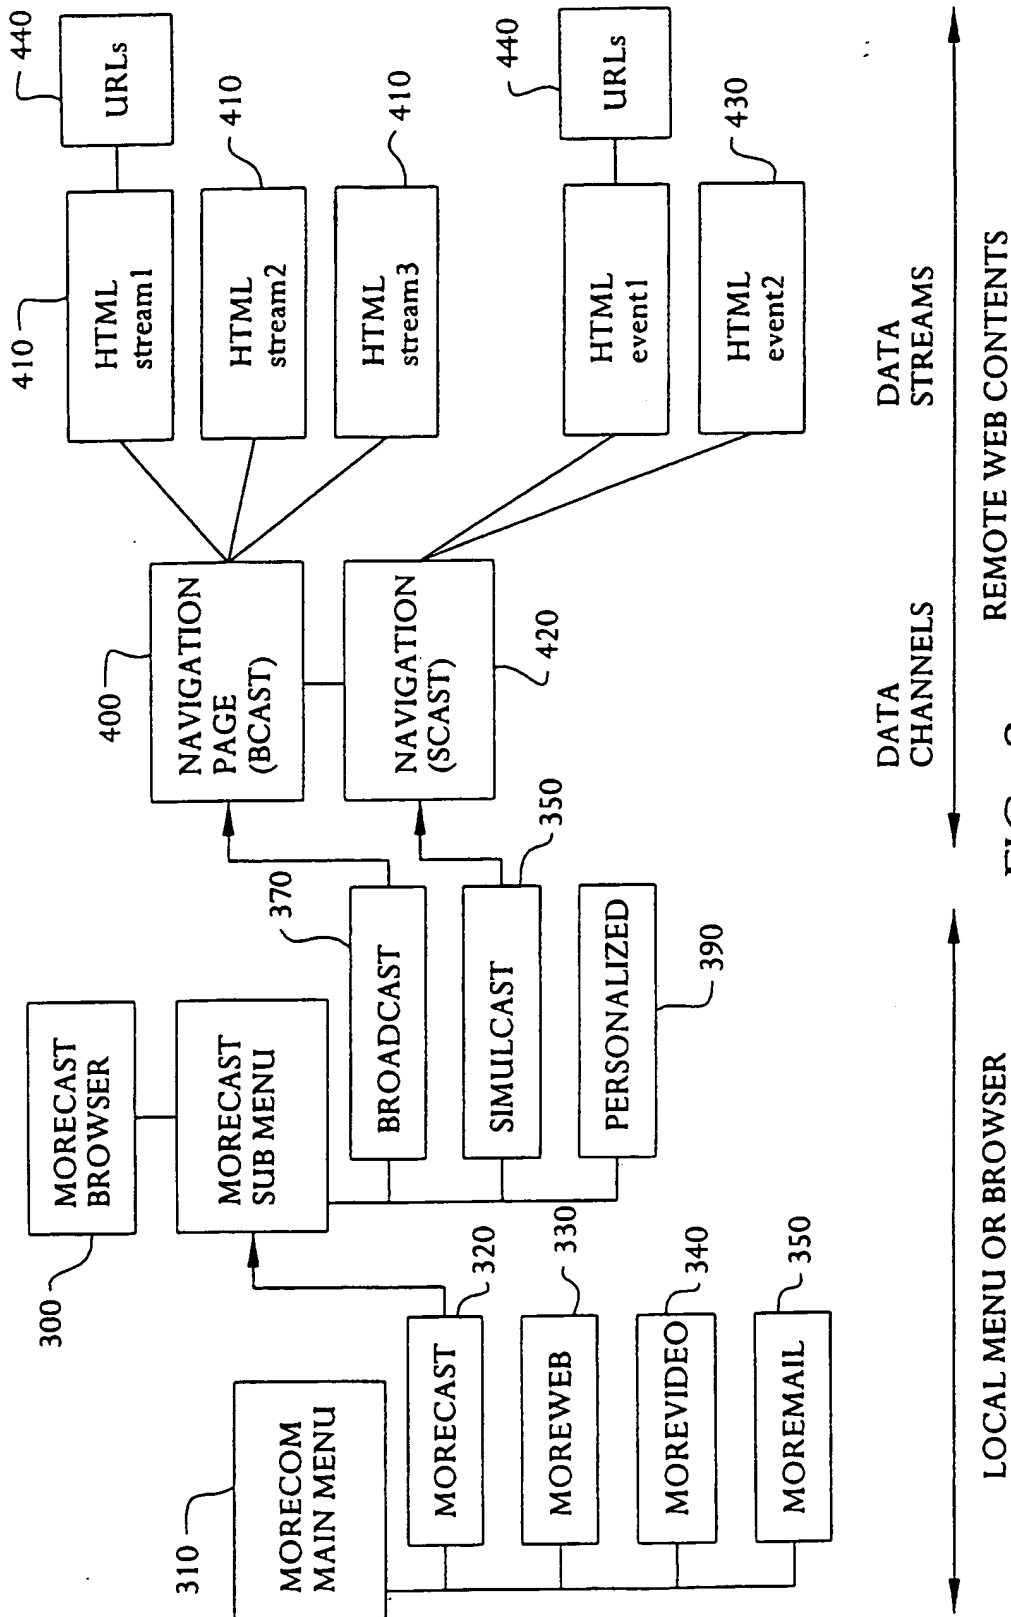 310
MORECOM
MAIN MENU
MORECAST
320
MOREWEB
330
MOREVIDEO
340
MOREMAIL
350
300
MORECAST
BROWSER
MORECAST
SUB MENU
370
BROADCAST
SIMULCAST
350
PERSONALIZED
390
400
NAVIGATION
PAGE
(BCAST)
NAVIGATION
(SCAST)
420
410
HTML
stream1
440
URLs
HTML
stream2
410
HTML
stream3
410
HTML
event1
440
URLs
HTML
event2
430
DATA
CHANNELS
DATA
STREAMS
LOCAL MENU OR BROWSER
REMOTE WEB CONTENTS